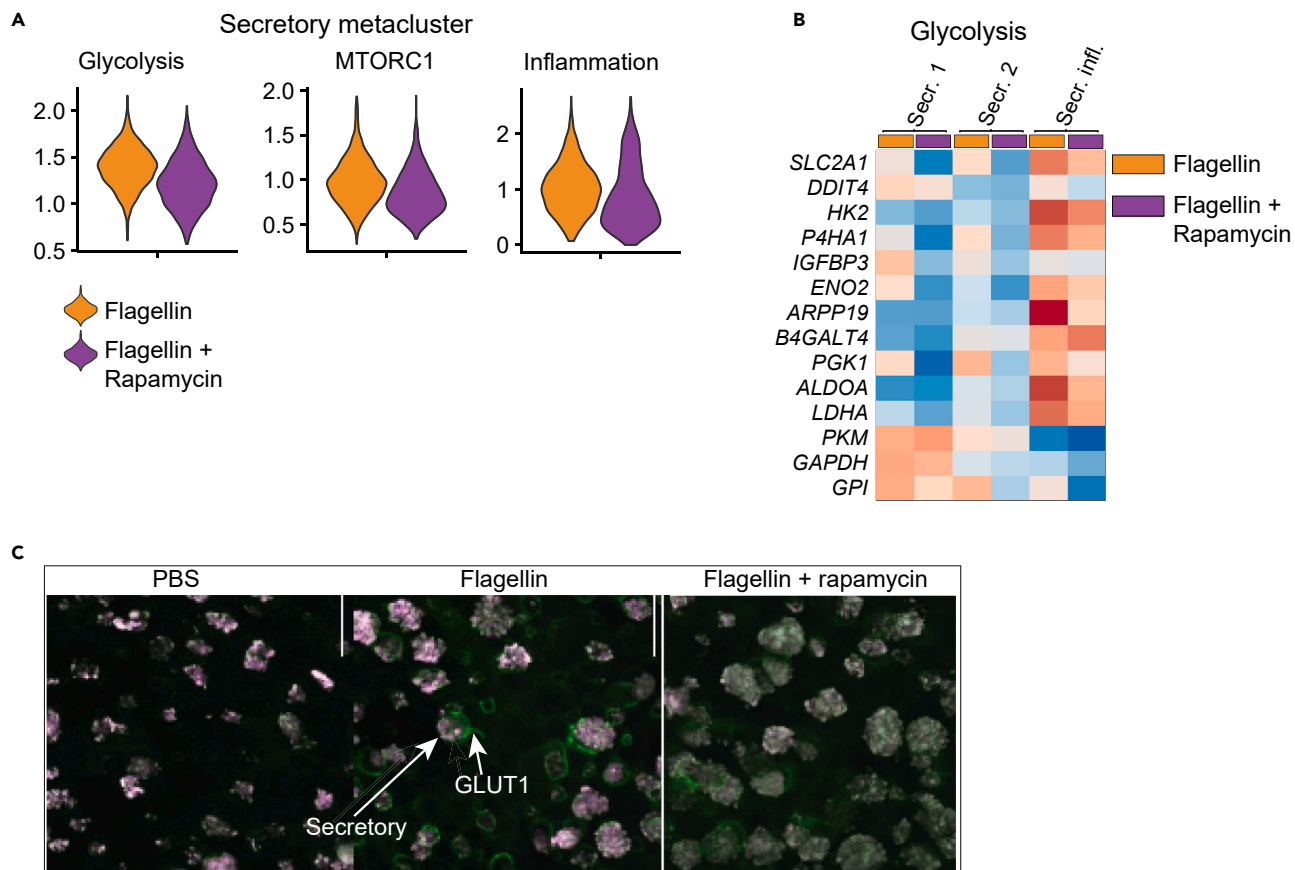 A
Secretory metacluster
Glycolysis
MTORC1
Inflammation
2.0
1.5
1.0
0.5
2.0
1.5
1.0
0.5
2
1
0
Flagellin
Flagellin +
Rapamycin
B
Glycolysis
Secr. 1
Secr. 2
Secr. infl.
SLC2A1
DDIT4
HK2
P4HA1
IGFBP3
ENO2
ARPP19
B4GALT4
PGK1
ALDOA
LDHA
PKM
GAPDH
GPI
Flagellin
Flagellin +
Rapamycin
C
PBS
Flagellin
Flagellin + rapamycin
GLUT1
Secretory